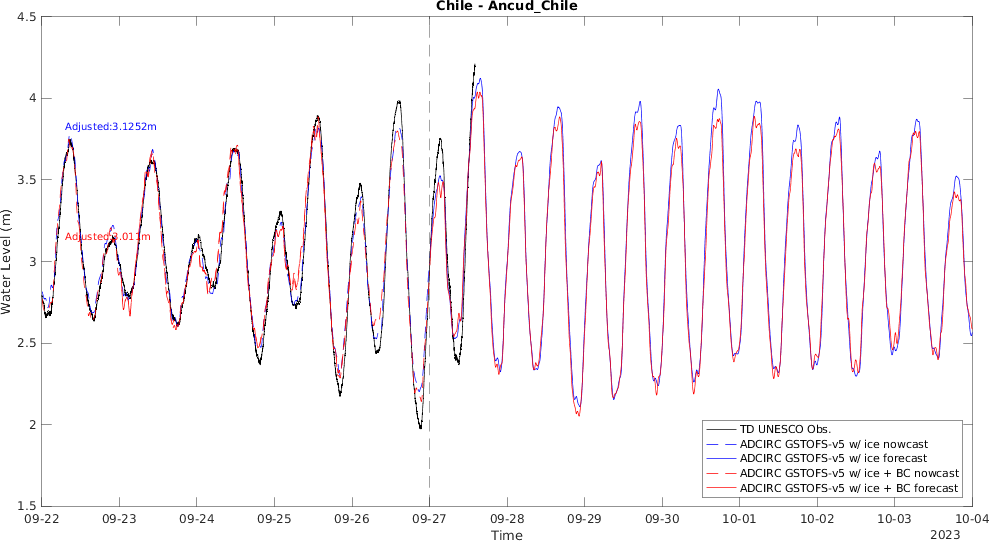 Chile - Ancud_Chile
4.5
4
3.5
3
2.5
2
1.5
Water Level (m)
Adjusted:3.1252m
Adjusted:3.011m
TD UNESCO Obs.
ADCIRC GSTOFS-v5 w/ ice nowcast
ADCIRC GSTOFS-v5 w/ ice forecast
ADCIRC GSTOFS-v5 w/ ice + BC nowcast
ADCIRC GSTOFS-v5 w/ ice + BC forecast
09-22 09-23 09-24 09-25 09-26 09-27 09-28 09-29 09-30 10-01 10-02 10-03 10-04
Time
2023